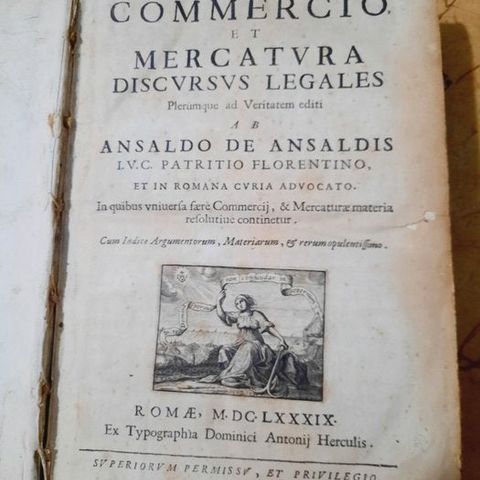 COMMERCIO,
ET
MERCATVRA
DISCVRSVS LEGALES
Plerumque ad Veritatem editi
AB
ANSALDO DE ANSALDIS
I.V.C. PATRITIO FLORENTINO,
ET IN ROMANA CVRIA ADVOCATO.
In quibus vniuersa fære Commercij, & Mercaturæ materia
resolutiue continetur.
Cum Indice Argumentorum, Materiarum, & rerum opulentissimo.
ROMÆ, M.DC.LXXXIX.
Ex Typographia Dominici Antonij Herculis.
SVPERIORVM PERMISSV, ET PRIVILEGIO